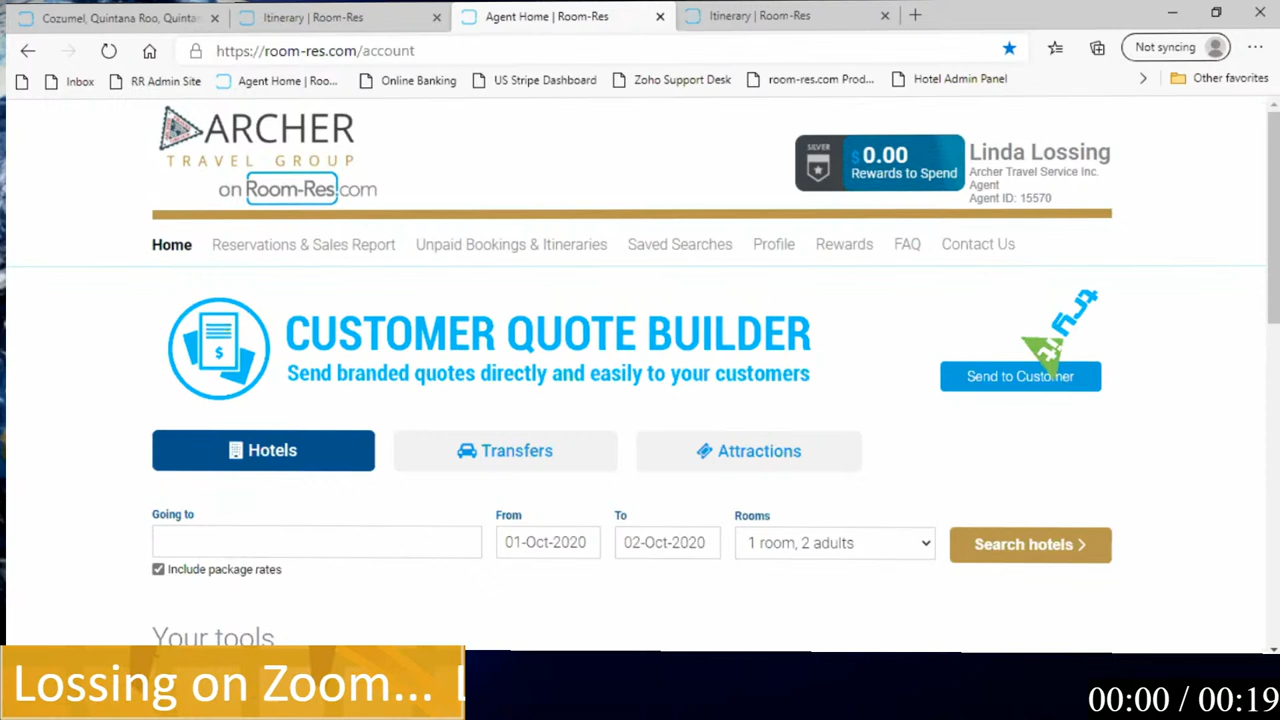 Cozumel, Quintana Roo, Quinta
Itinerary | Room-Res
Agent Home | Room-Res
Itinerary | Room-Res
https://room-res.com/account
Not syncing
Inbox
RR Admin Site
Agent Home | Roo...
Online Banking
US Stripe Dashboard
Zoho Support Desk
room-res.com Prod...
Hotel Admin Panel
Other favorites
ARCHER
TRAVEL GROUP
on Room-Res.com
SILVER
$ 0.00
Rewards to Spend
Linda Lossing
Archer Travel Service Inc.
Agent
Agent ID: 15570
Home Reservations & Sales Report Unpaid Bookings & Itineraries Saved Searches Profile Rewards FAQ Contact Us
CUSTOMER QUOTE BUILDER
Send branded quotes directly and easily to your customers
try it
Send to Customer
Hotels
Transfers
Attractions
Going to From To Rooms
01-Oct-2020 02-Oct-2020 1 room, 2 adults Search hotels
Include package rates
Your tools
Lossing on Zoom...
00:00 / 00:19